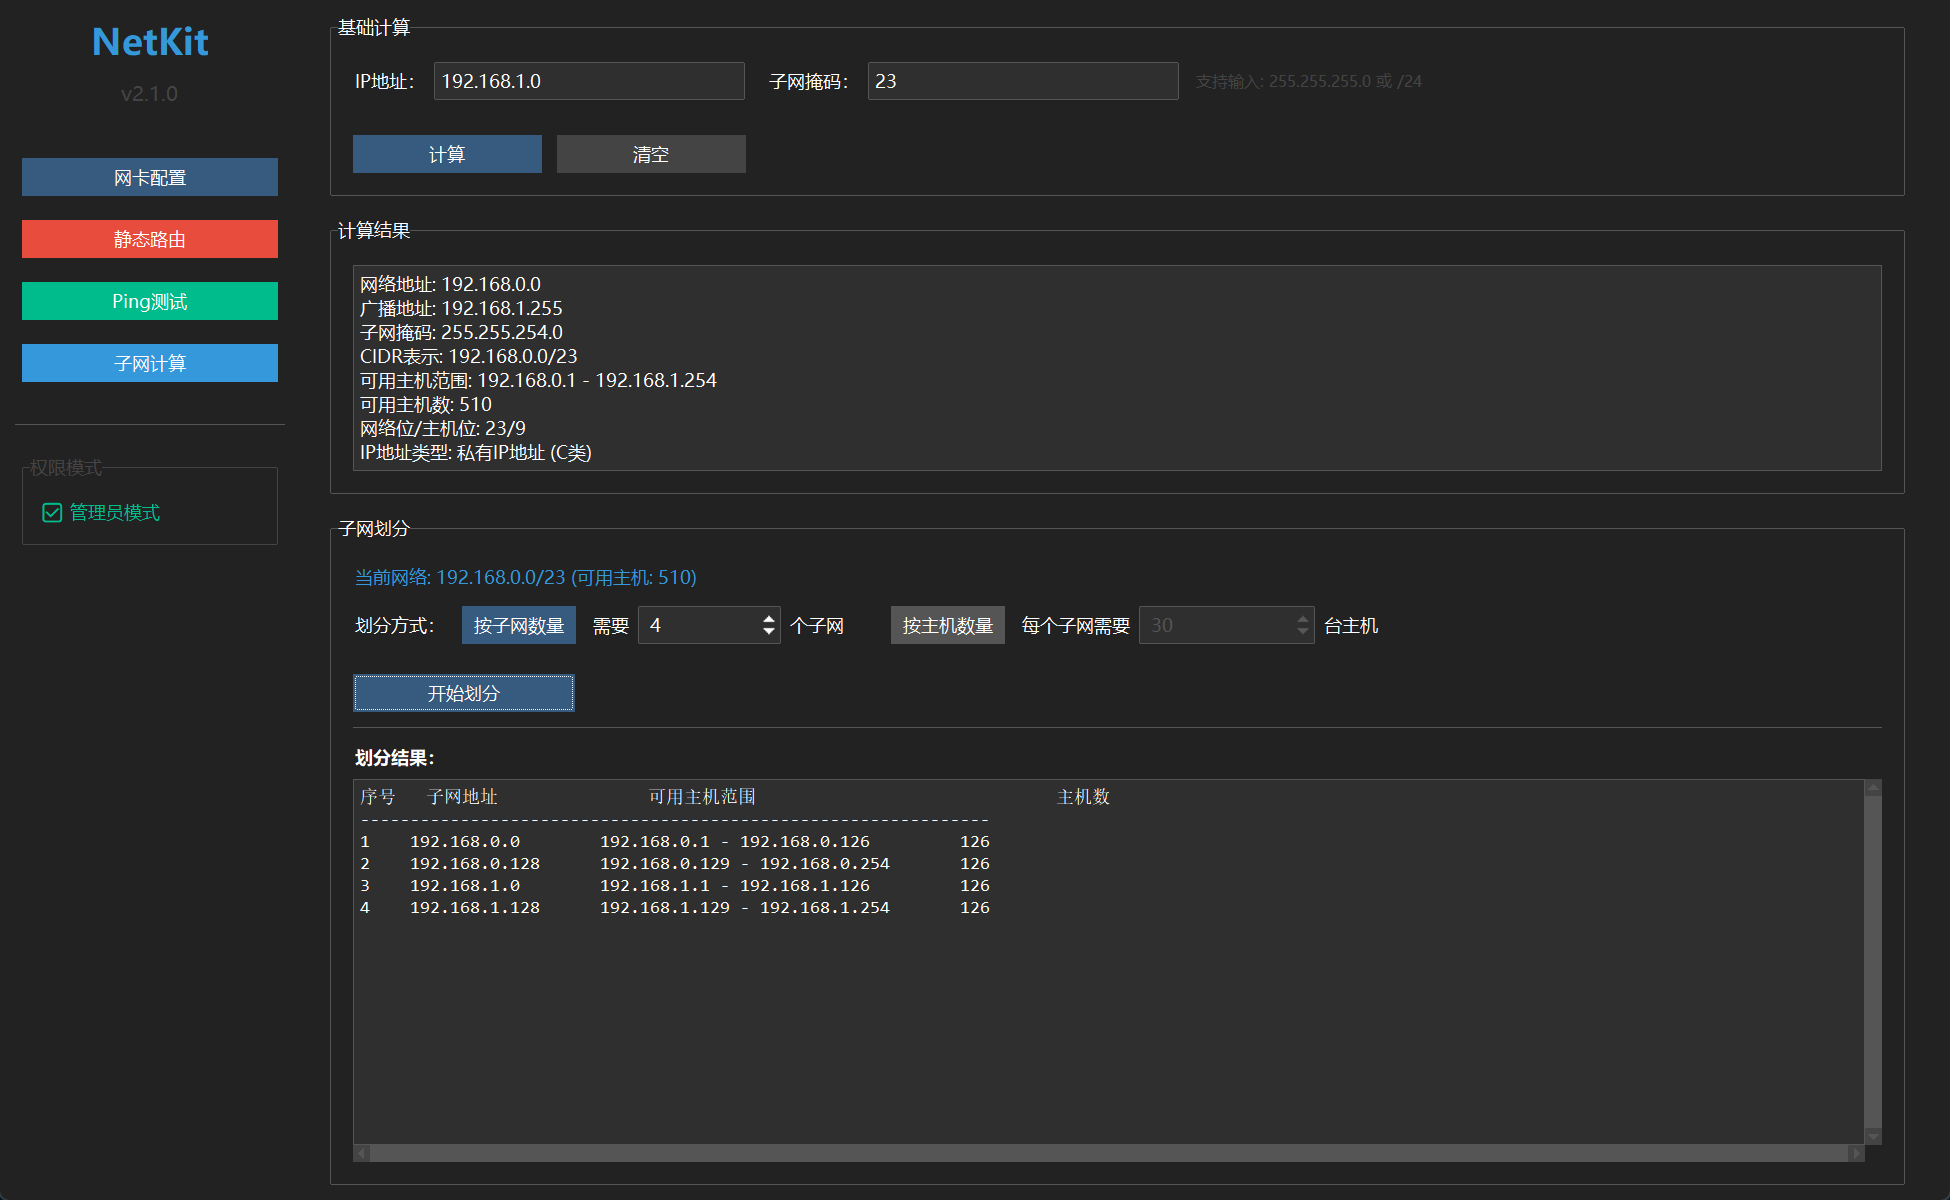 NetKit
v2.1.0
网卡配置
静态路由
Ping测试
子网计算
权限模式
管理员模式
基础计算
IP地址: 192.168.1.0 子网掩码: 23 支持输入: 255.255.255.0 或 /24
计算 清空
计算结果
网络地址: 192.168.0.0
广播地址: 192.168.1.255
子网掩码: 255.255.254.0
CIDR表示: 192.168.0.0/23
可用主机范围: 192.168.0.1 - 192.168.1.254
可用主机数: 510
网络位/主机位: 23/9
IP地址类型: 私有IP地址 (C类)
子网划分
当前网络: 192.168.0.0/23 (可用主机: 510)
划分方式: 按子网数量 需要 4 个子网 按主机数量 每个子网需要 30 台主机
开始划分
划分结果:
序号 子网地址 可用主机范围 主机数
---------------------------------------------------------------
1 192.168.0.0 192.168.0.1 - 192.168.0.126 126
2 192.168.0.128 192.168.0.129 - 192.168.0.254 126
3 192.168.1.0 192.168.1.1 - 192.168.1.126 126
4 192.168.1.128 192.168.1.129 - 192.168.1.254 126